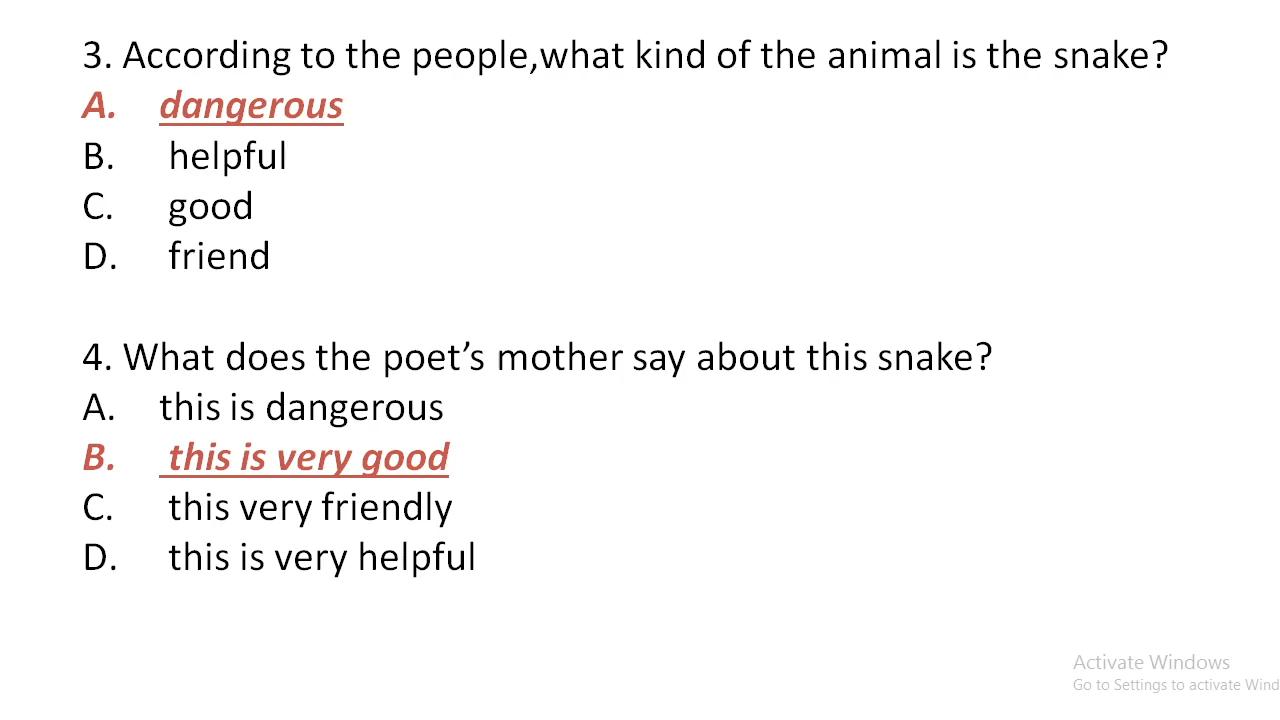 3. According to the people,what kind of the animal is the snake?
A. dangerous
B. helpful
C. good
D. friend
4. What does the poet’s mother say about this snake?
A. this is dangerous
B. this is very good
C. this very friendly
D. this is very helpful
Activate Windows
Go to Settings to activate Wind